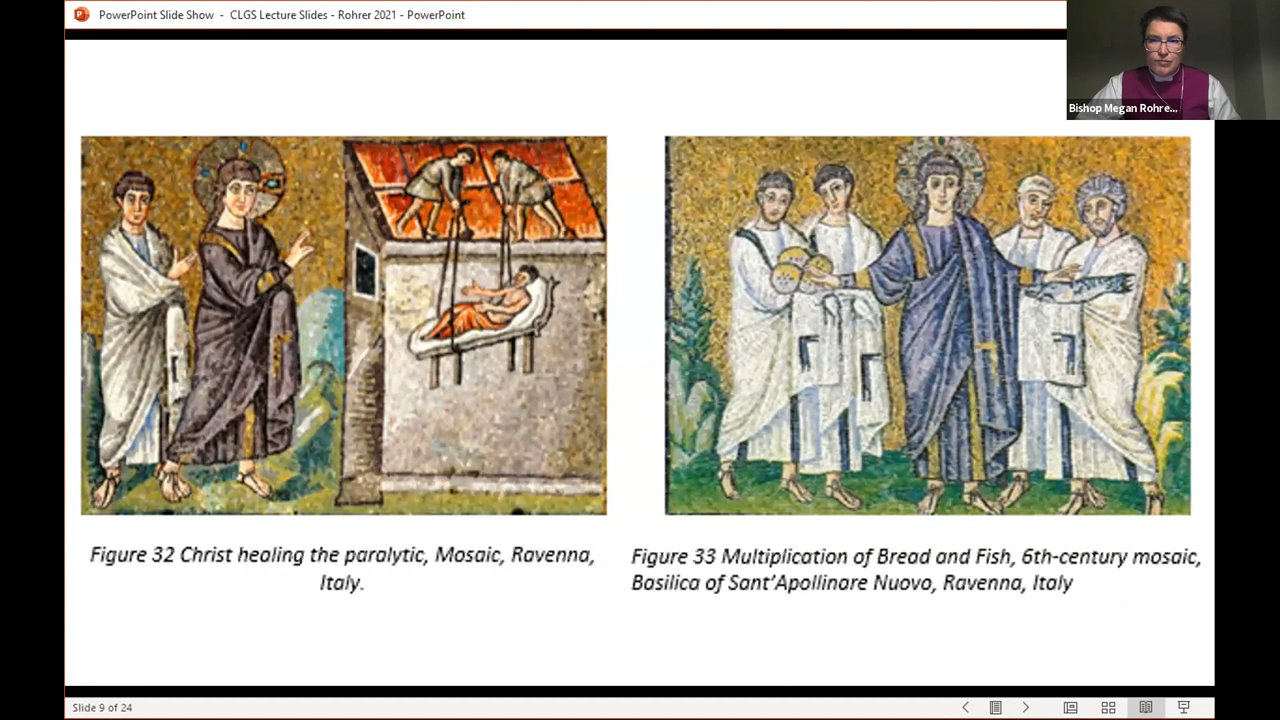 PowerPoint Slide Show - CLGS Lecture Slides - Rohrer 2021 - PowerPoint
Bishop Megan Rohre...
Figure 32 Christ healing the paralytic, Mosaic, Ravenna,
Italy.
Figure 33 Multiplication of Bread and Fish, 6th-century mosaic,
Basilica of Sant'Apollinare Nuovo, Ravenna, Italy
Slide 9 of 24